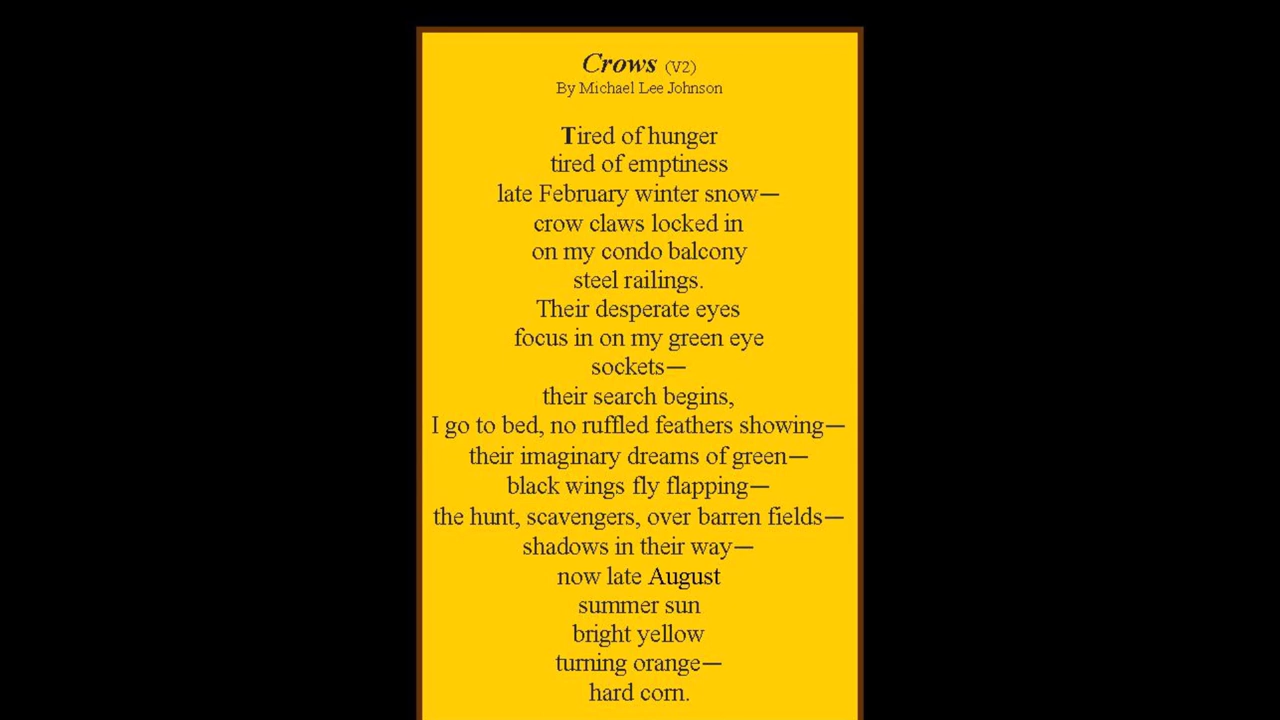 Crows (V2)
By Michael Lee Johnson
Tired of hunger
tired of emptiness
late February winter snow—
crow claws locked in
on my condo balcony
steel railings.
Their desperate eyes
focus in on my green eye
sockets—
their search begins,
I go to bed, no ruffled feathers showing—
their imaginary dreams of green—
black wings fly flapping—
the hunt, scavengers, over barren fields—
shadows in their way—
now late August
summer sun
bright yellow
turning orange—
hard corn.